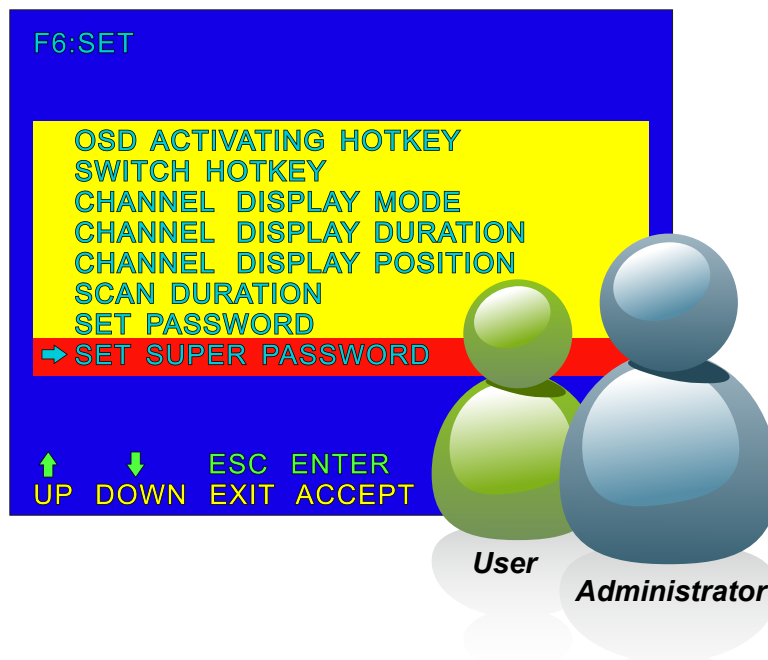 F6:SET
OSD ACTIVATING HOTKEY
SWITCH HOTKEY
CHANNEL DISPLAY MODE
CHANNEL DISPLAY DURATION
CHANNEL DISPLAY POSITION
SCAN DURATION
SET PASSWORD
SET SUPER PASSWORD
ESC ENTER
UP DOWN EXIT ACCEPT
User
Administrator